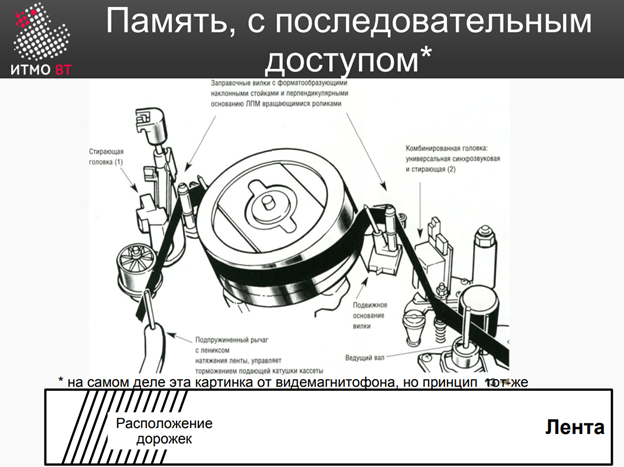 ИТМО ВТ
Память, с последовательным
доступом*
Заправочные вилки с форматообразующими
наклонными стойками и перпендикулярными
основанию ЛПМ вращающимися роликами
Стирающая
головка (1)
Комбинированная головка:
универсальная синхрозвуковая
и стирающая (2)
Подвижное
основание
вилки
Подпружиненный рычаг
с лениксом
натяжения ленты, управляет
торможением подающей катушки кассеты
Ведущий вал
* на самом деле эта картинка от видемагнитофона, но принцип тот-же
Расположение
дорожек
Лента